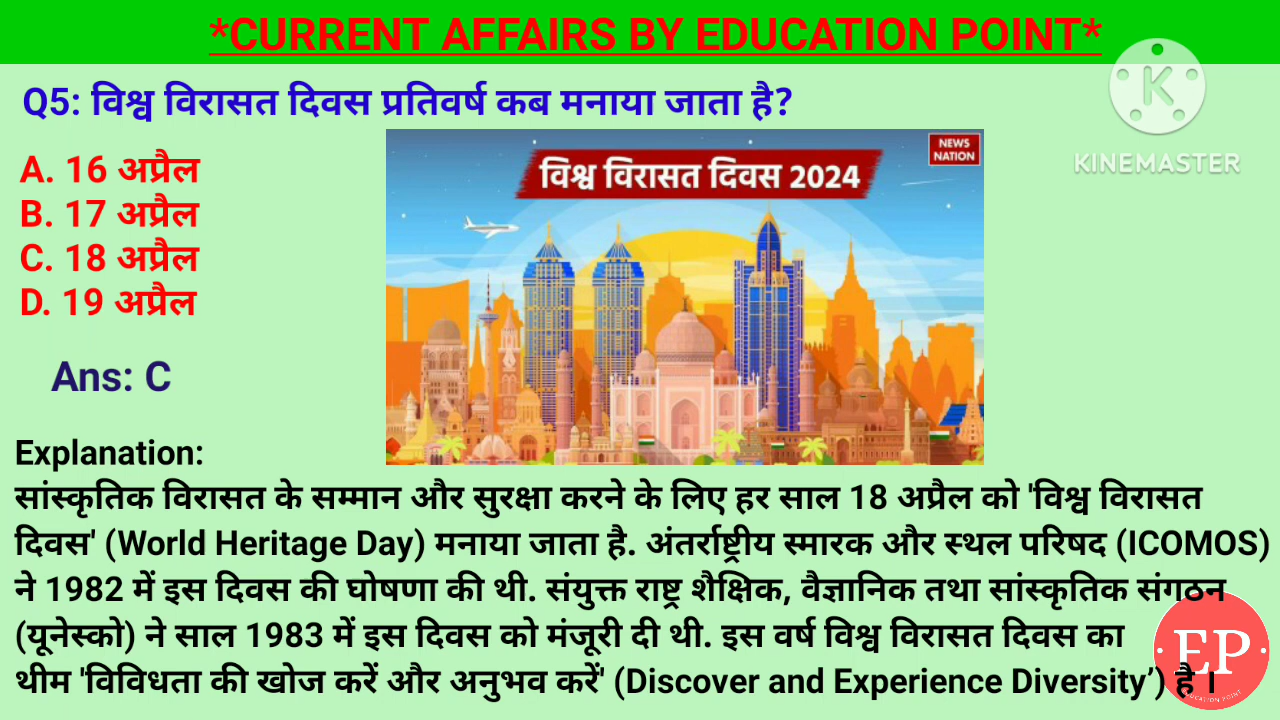 *CURRENT AFFAIRS BY EDUCATION POINT*
Q5: विश्व विरासत दिवस प्रतिवर्ष कब मनाया जाता है?
KINEMASTER
A. 16 अप्रैल
B. 17 अप्रैल
C. 18 अप्रैल
D. 19 अप्रैल
NEWS
NATION
विश्व विरासत दिवस 2024
Ans: C
Explanation:
सांस्कृतिक विरासत के सम्मान और सुरक्षा करने के लिए हर साल 18 अप्रैल को 'विश्व विरासत
दिवस' (World Heritage Day) मनाया जाता है. अंतर्राष्ट्रीय स्मारक और स्थल परिषद (ICOMOS)
ने 1982 में इस दिवस की घोषणा की थी. संयुक्त राष्ट्र शैक्षिक, वैज्ञानिक तथा सांस्कृतिक संगठन
(यूनेस्को) ने साल 1983 में इस दिवस को मंजूरी दी थी. इस वर्ष विश्व विरासत दिवस का
थीम 'विविधता की खोज करें और अनुभव करें' (Discover and Experience Diversity’) है ।
EP
EDUCATION POINT